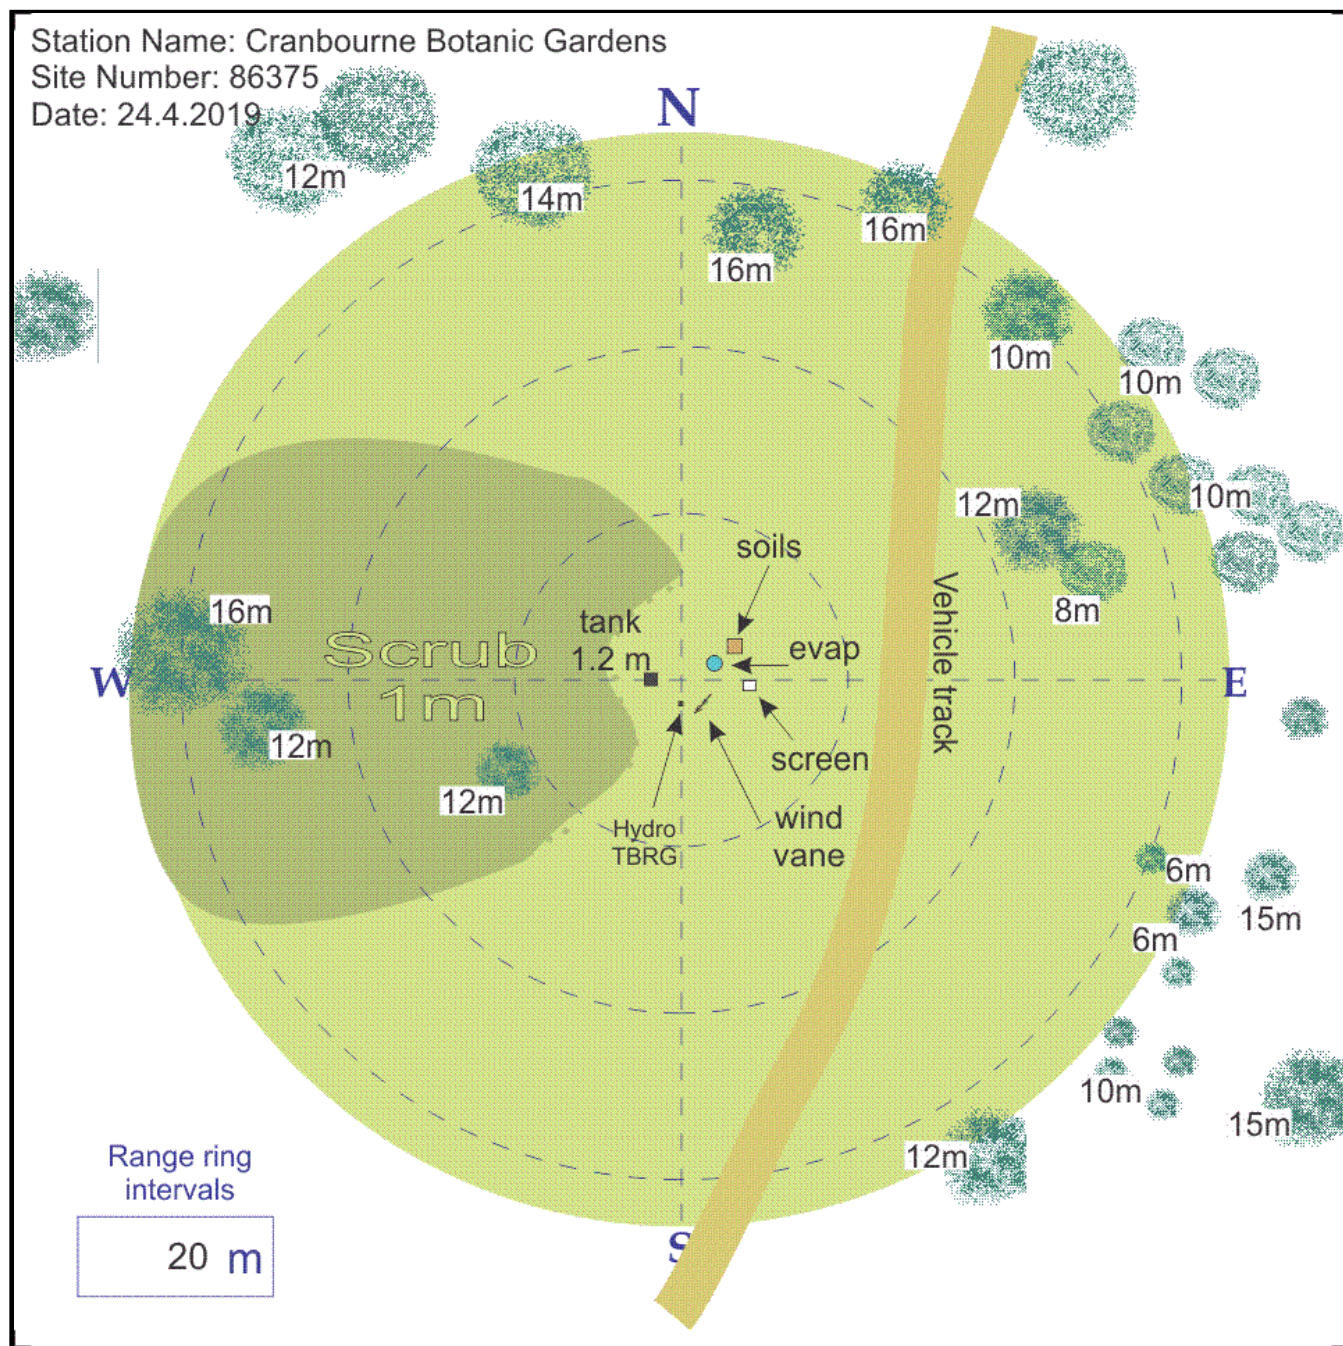 Station Name: Cranbourne Botanic Gardens
Site Number: 86375
Date: 24.4.2019
N
12m
14m
16m
16m
10m
10m
12m
10m
soils
8m
16m
tank
1.2 m
evap
Scrub
1m
Vehicle track
W
E
12m
screen
12m
Hydro
TBRG
wind
vane
6m
15m
6m
10m
15m
12m
Range ring
intervals
20 m
S